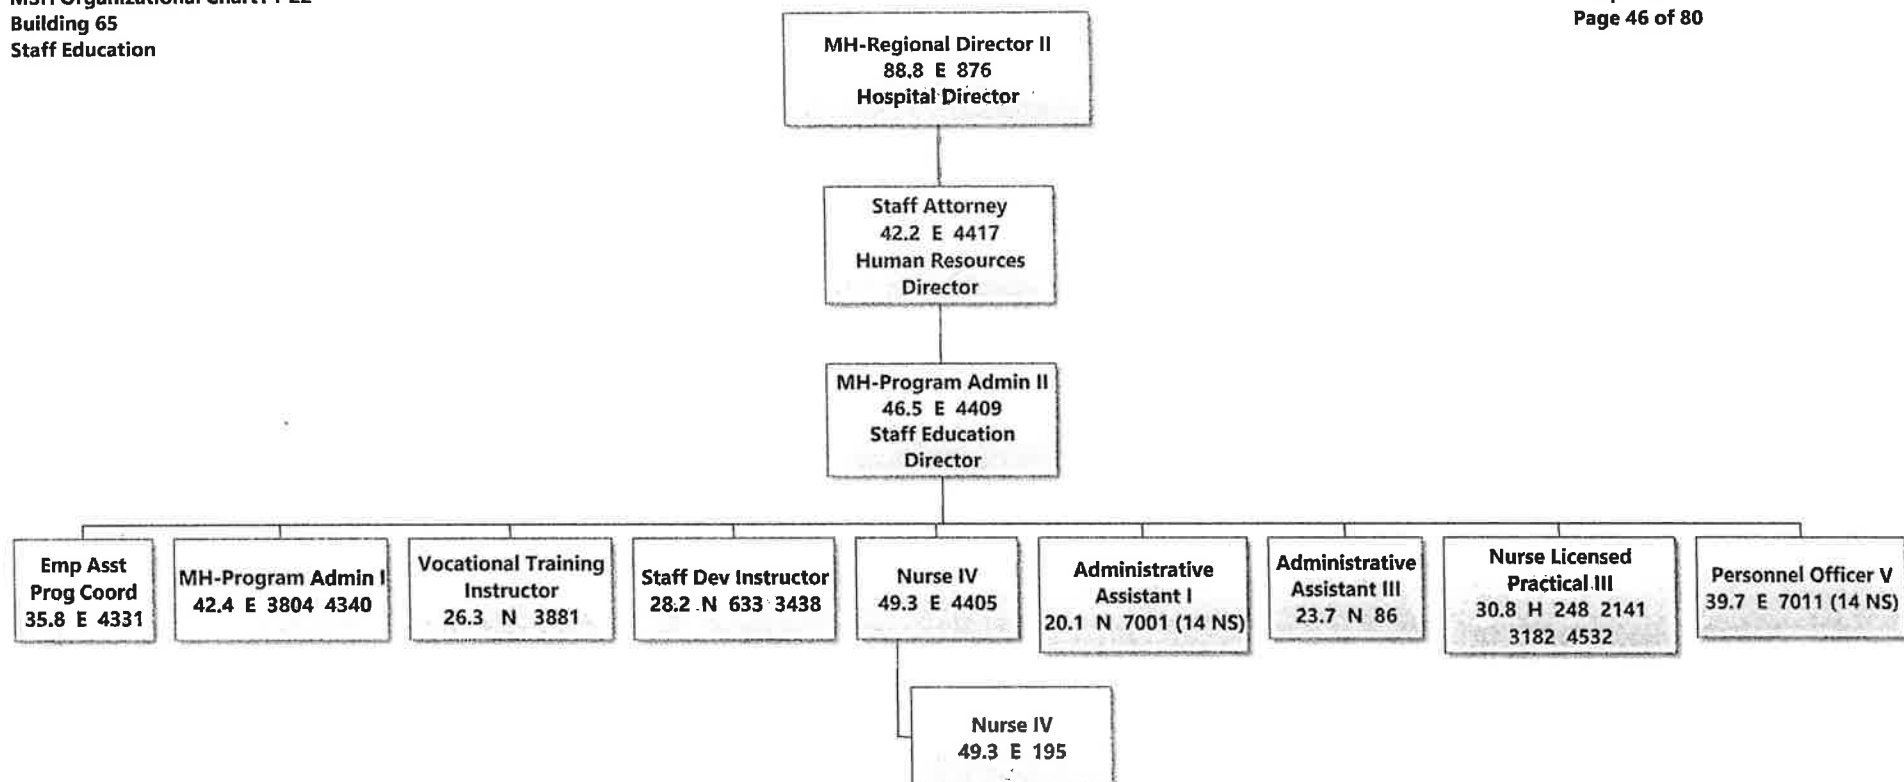 Building 65
Staff Education
Page 46 of 80
MH-Regional Director II
88.8 E 876
Hospital Director
Staff Attorney
42.2 E 4417
Human Resources
Director
MH-Program Admin II
46.5 E 4409
Staff Education
Director
Emp Asst
Prog Coord
35.8 E 4331
MH-Program Admin I
42.4 E 3804 4340
Vocational Training
Instructor
26.3 N 3881
Staff Dev Instructor
28.2 N 633 3438
Nurse IV
49.3 E 4405
Administrative
Assistant I
20.1 N 7001 (14 NS)
Administrative
Assistant III
23.7 N 86
Nurse Licensed
Practical III
30.8 H 248 2141
3182 4532
Personnel Officer V
39.7 E 7011 (14 NS)
Nurse IV
49.3 E 195